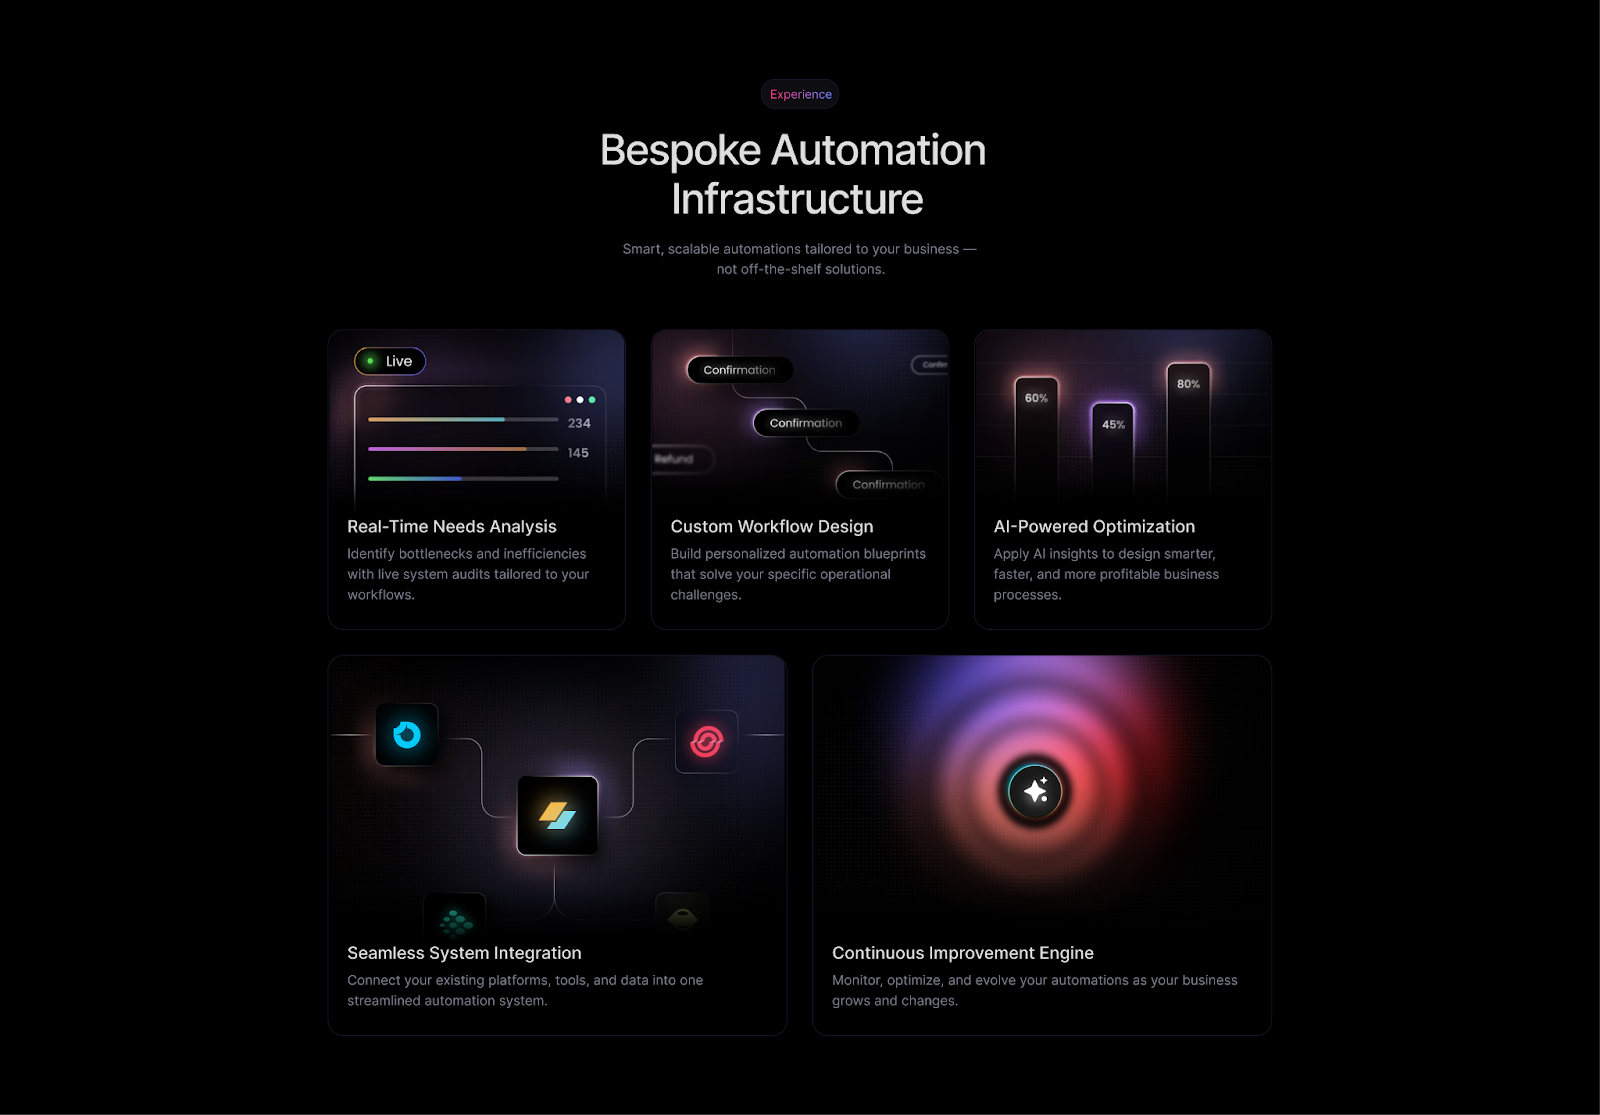 Experience
Bespoke Automation
Infrastructure
Smart, scalable automations tailored to your business —
not off-the-shelf solutions.
Live
234
145
Real-Time Needs Analysis
Identify bottlenecks and inefficiencies
with live system audits tailored to your
workflows.
Confirmation
Confir
Confirmation
Refund
Confirmation
Custom Workflow Design
Build personalized automation blueprints
that solve your specific operational
challenges.
60%
45%
80%
AI-Powered Optimization
Apply AI insights to design smarter,
faster, and more profitable business
processes.
Seamless System Integration
Connect your existing platforms, tools, and data into one
streamlined automation system.
Continuous Improvement Engine
Monitor, optimize, and evolve your automations as your business
grows and changes.